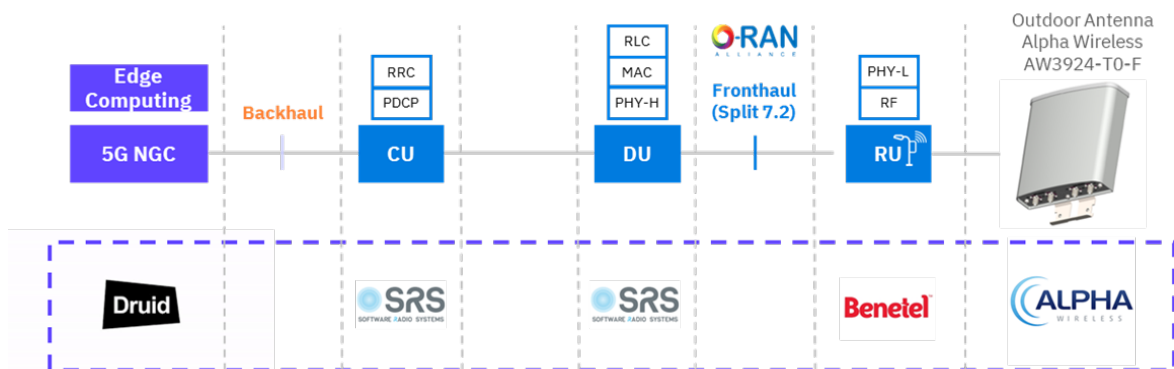 Edge
Computing
5G NGC
Backhaul
RRC
PDCP
CU
RLC
MAC
PHY-H
DU
O-RAN
ALLIANCE
Fronthaul
(Split 7.2)
PHY-L
RF
RU
Outdoor Antenna
Alpha Wireless
AW3924-T0-F
Druid
SRS
SOFTWARE RADIO SYSTEMS
SRS
SOFTWARE RADIO SYSTEMS
Benetel
ALPHA
WIRELESS